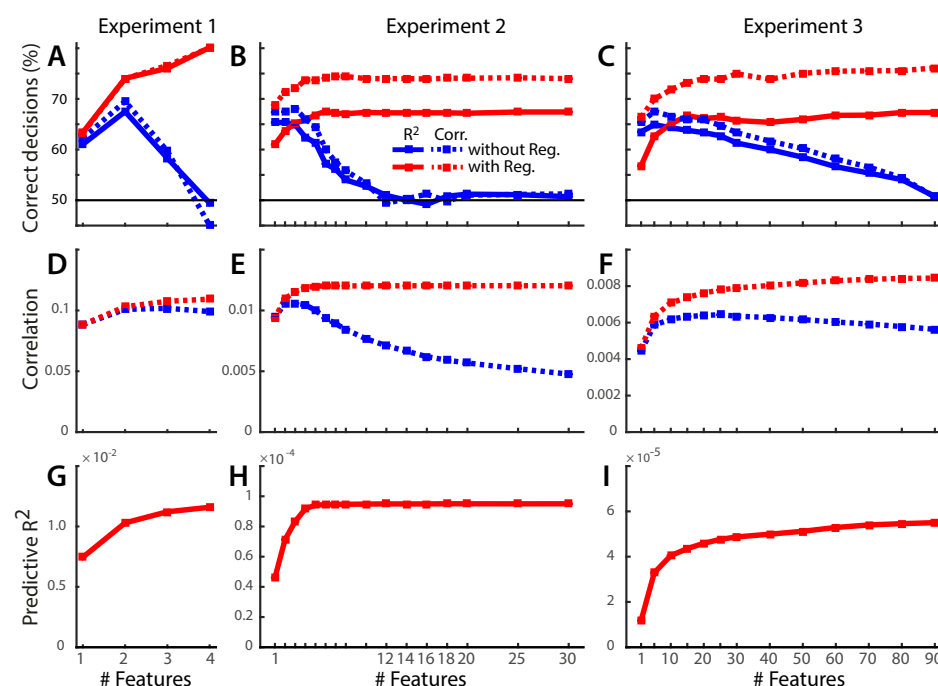 Experiment 1 Experiment 2 Experiment 3
A B C
Correct decisions (%)
70
60
50
R² Corr.
without Reg.
with Reg.
D E F
Correlation
0.1
0.05
0
0.01
0.005
0
0.008
0.006
0.004
0.002
0
G ×10⁻² H ×10⁻⁴ I ×10⁻⁵
Predictive R²
1.0
0.5
0
1
0.8
0.6
0.4
0.2
0
6
4
2
0
1 2 3 4
1 12 14 16 18 20 25 30
1 10 20 30 40 50 60 70 80 90
# Features # Features # Features